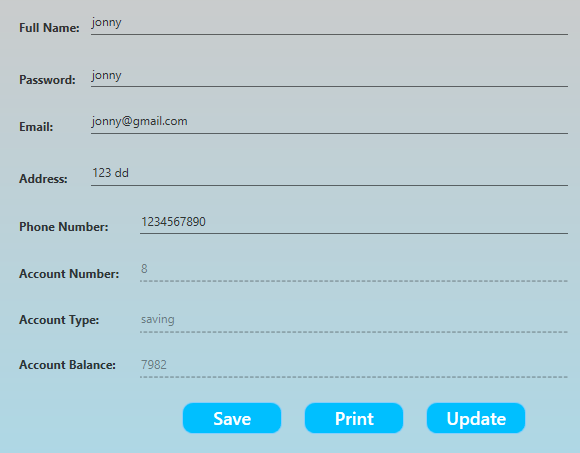 Full Name: jonny
Password: jonny
Email: jonny@gmail.com
Address: 123 dd
Phone Number: 1234567890
Account Number: 8
Account Type: saving
Account Balance: 7982
Save Print Update